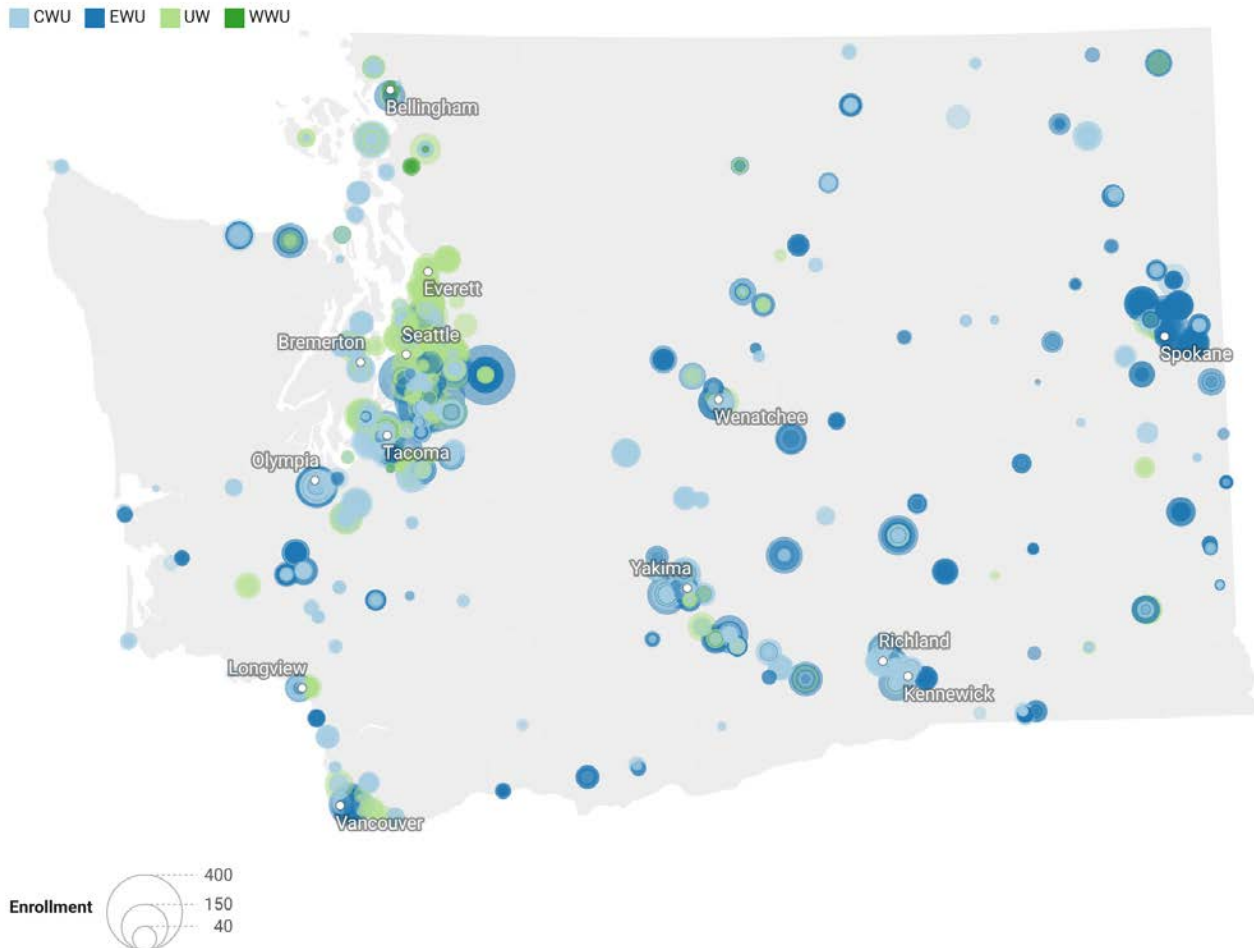 CWU EWU UW WWU
Bellingham
Everett
Seattle
Bremerton
Spokane
Wenatchee
Tacoma
Olympia
Yakima
Richland
Longview
Kennewick
Vancouver
400
Enrollment 150
40